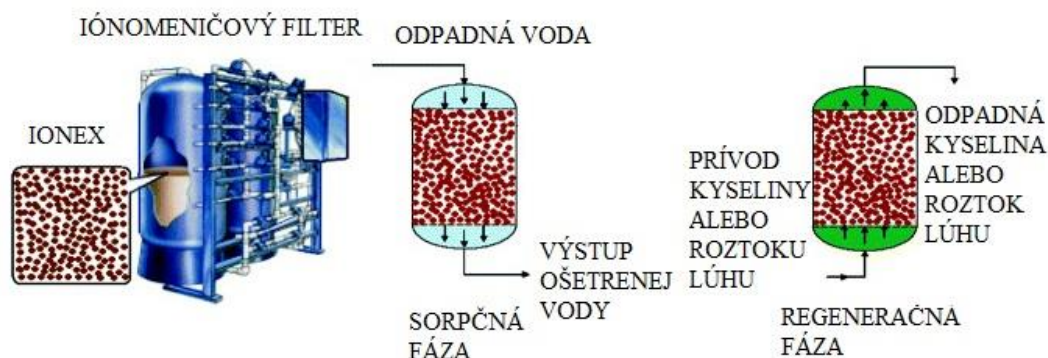 IÓNOMENIČOVÝ FILTER
IONEX
ODPADNÁ VODA
VÝSTUP
OŠETRENEJ
VODY
SORPČNÁ
FÁZA
PRÍVOD
KYSELINY
ALEBO
ROZTOKU
LÚHU
ODPADNÁ
KYSELINA
ALEBO
ROZTOK
LÚHU
REGENERAČNÁ
FÁZA